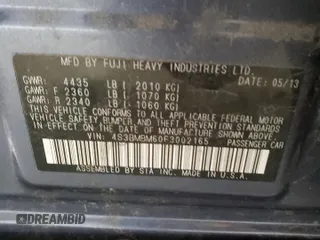 MFD BY FUJI HEAVY INDUSTRIES LTD.
DATE 05/13
GVWR: 4435 LB [ 2010 KG]
GAWR: F 2360 LB [ 1070 KG]
GAWR: R 2340 LB [ 1060 KG]
THIS VEHICLE CONFORMS TO ALL APPLICABLE FEDERAL MOTOR
VEHICLE SAFETY, BUMPER, AND THEFT PREVENTION STANDARDS
IN EFFECT ON THE DATE OF MANUFACTURE SHOWN ABOVE.
VIN: 4S3BMBM60F3002165
PASSENGER CAR
ASSEMBLED BY SIA INC. MADE IN U.S.A.
DREAMBID